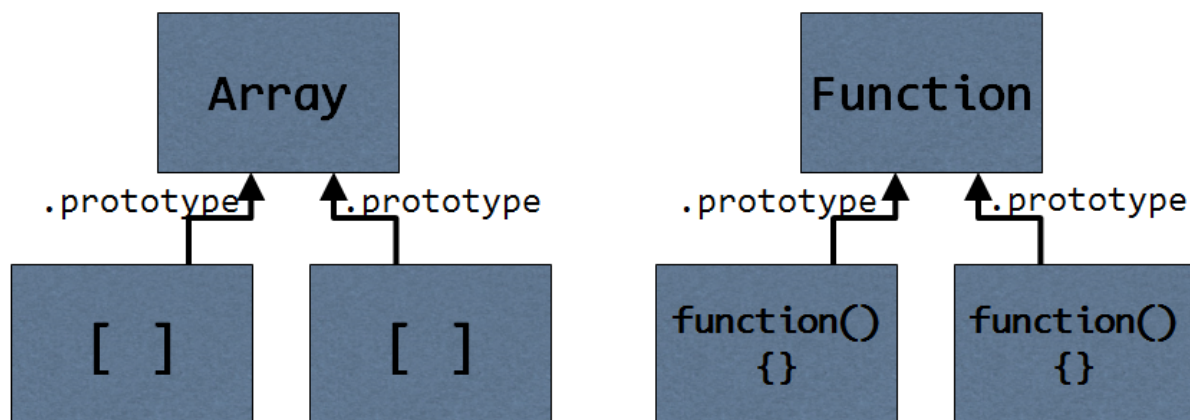 Array
Function
.prototype
.prototype
.prototype
.prototype
[ ]
[ ]
function()
{}
function()
{}